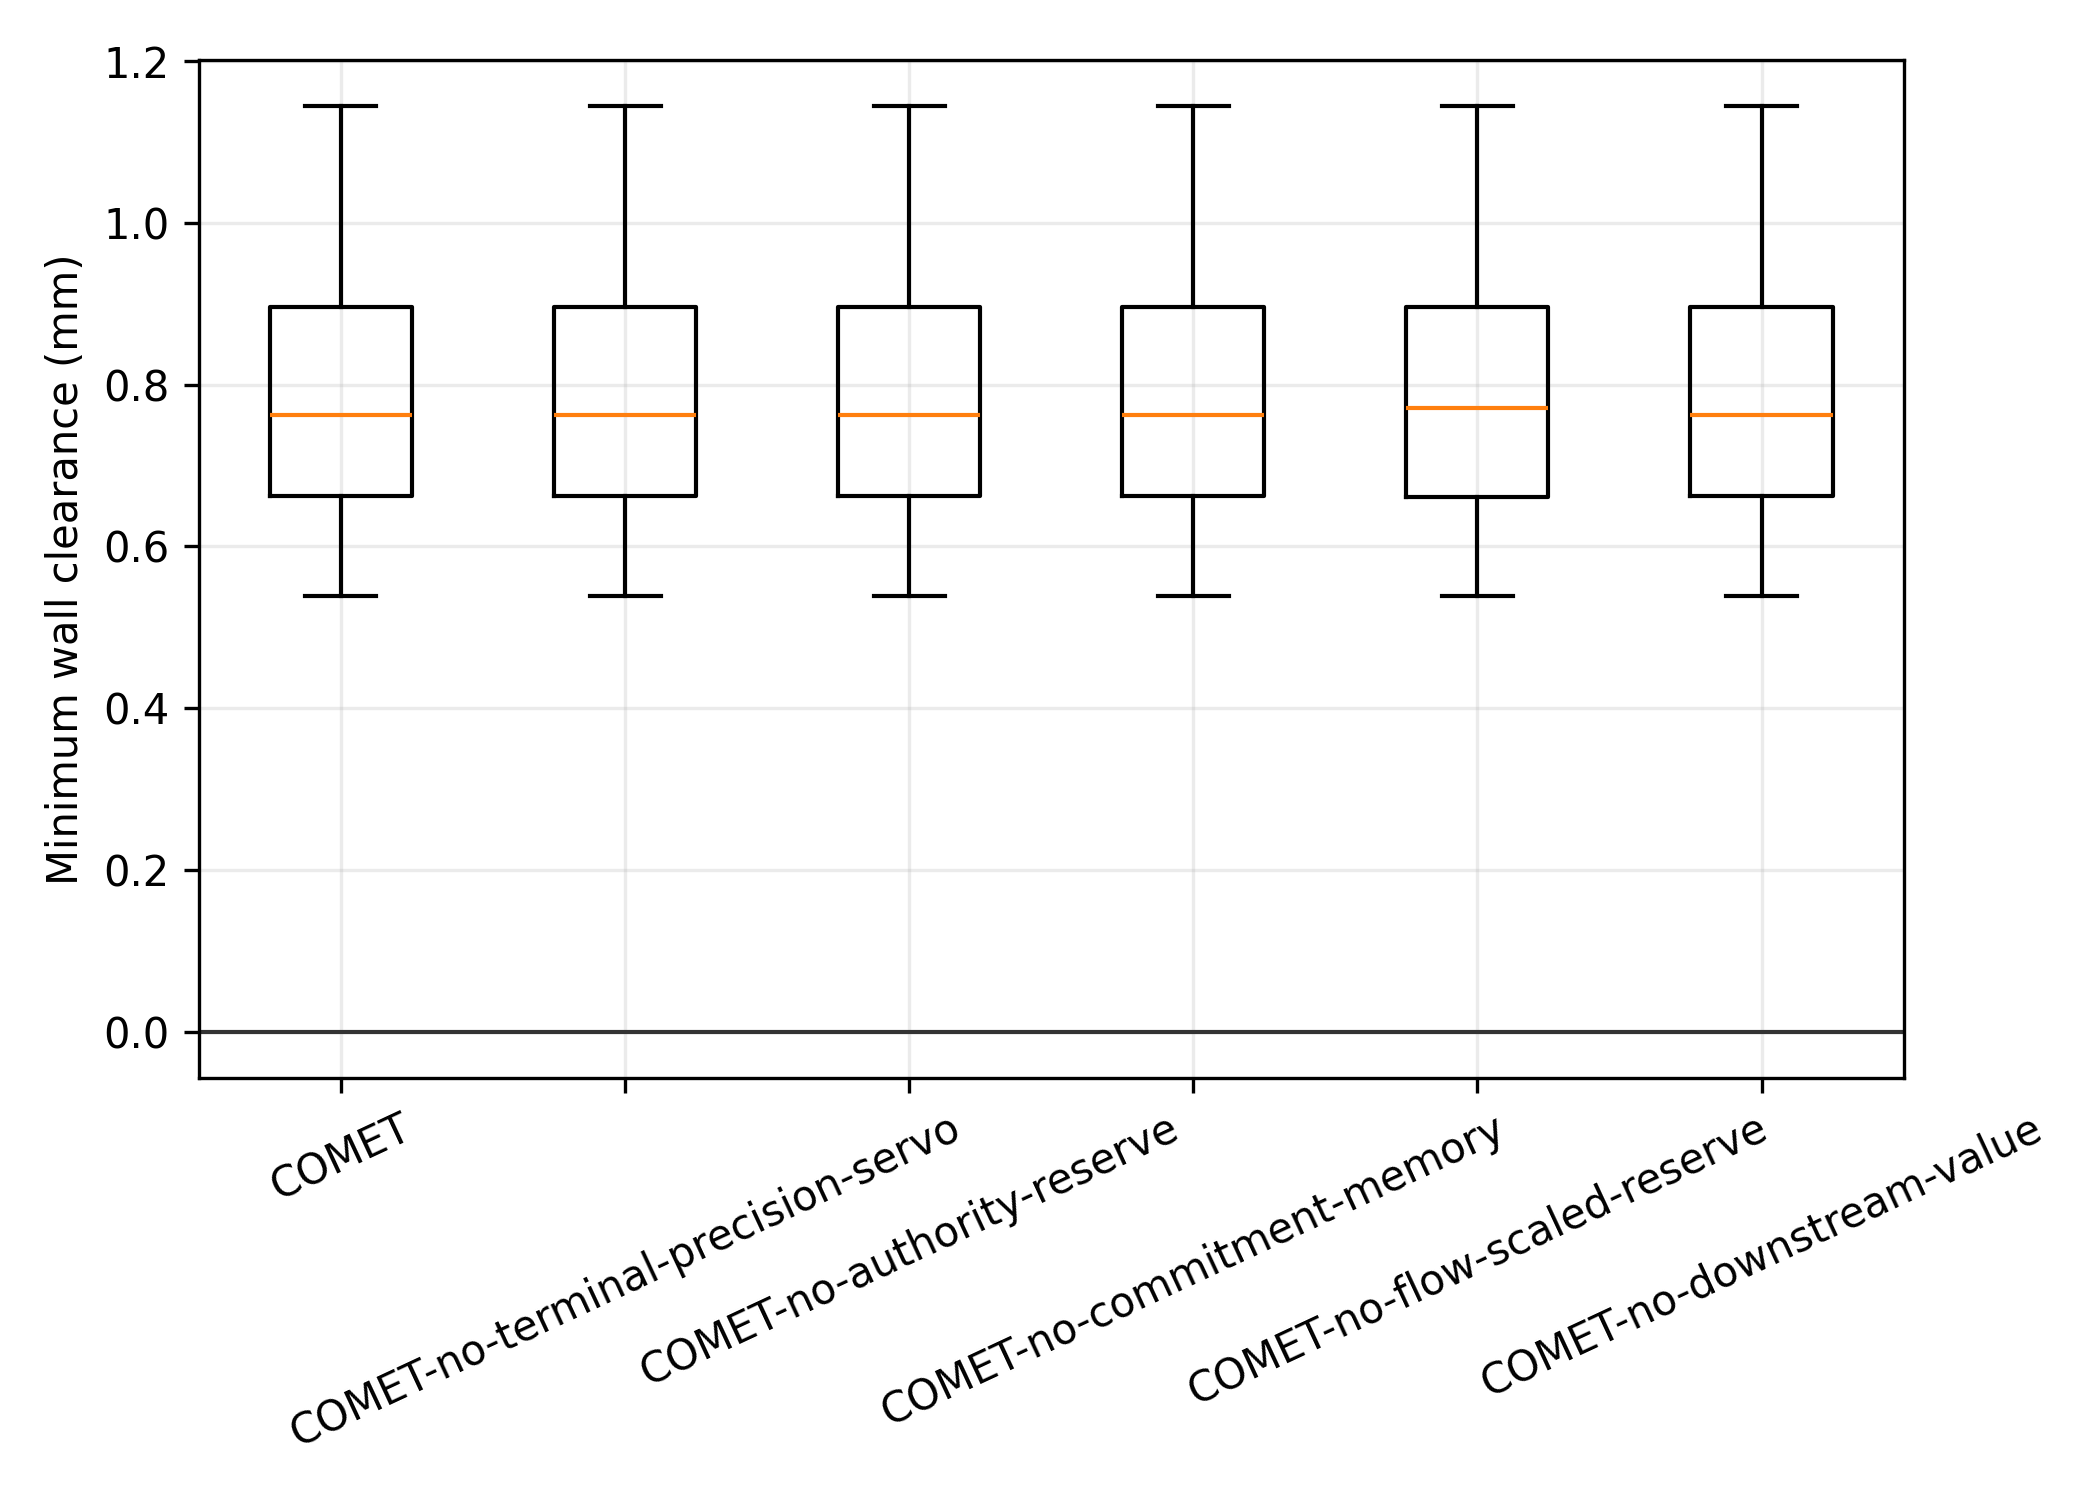 Minimum wall clearance (mm)
1.2
1.0
0.8
0.6
0.4
0.2
0.0
COMET
COMET-no-terminal-precision-servo
COMET-no-authority-reserve
COMET-no-commitment-memory
COMET-no-flow-scaled-reserve
COMET-no-downstream-value